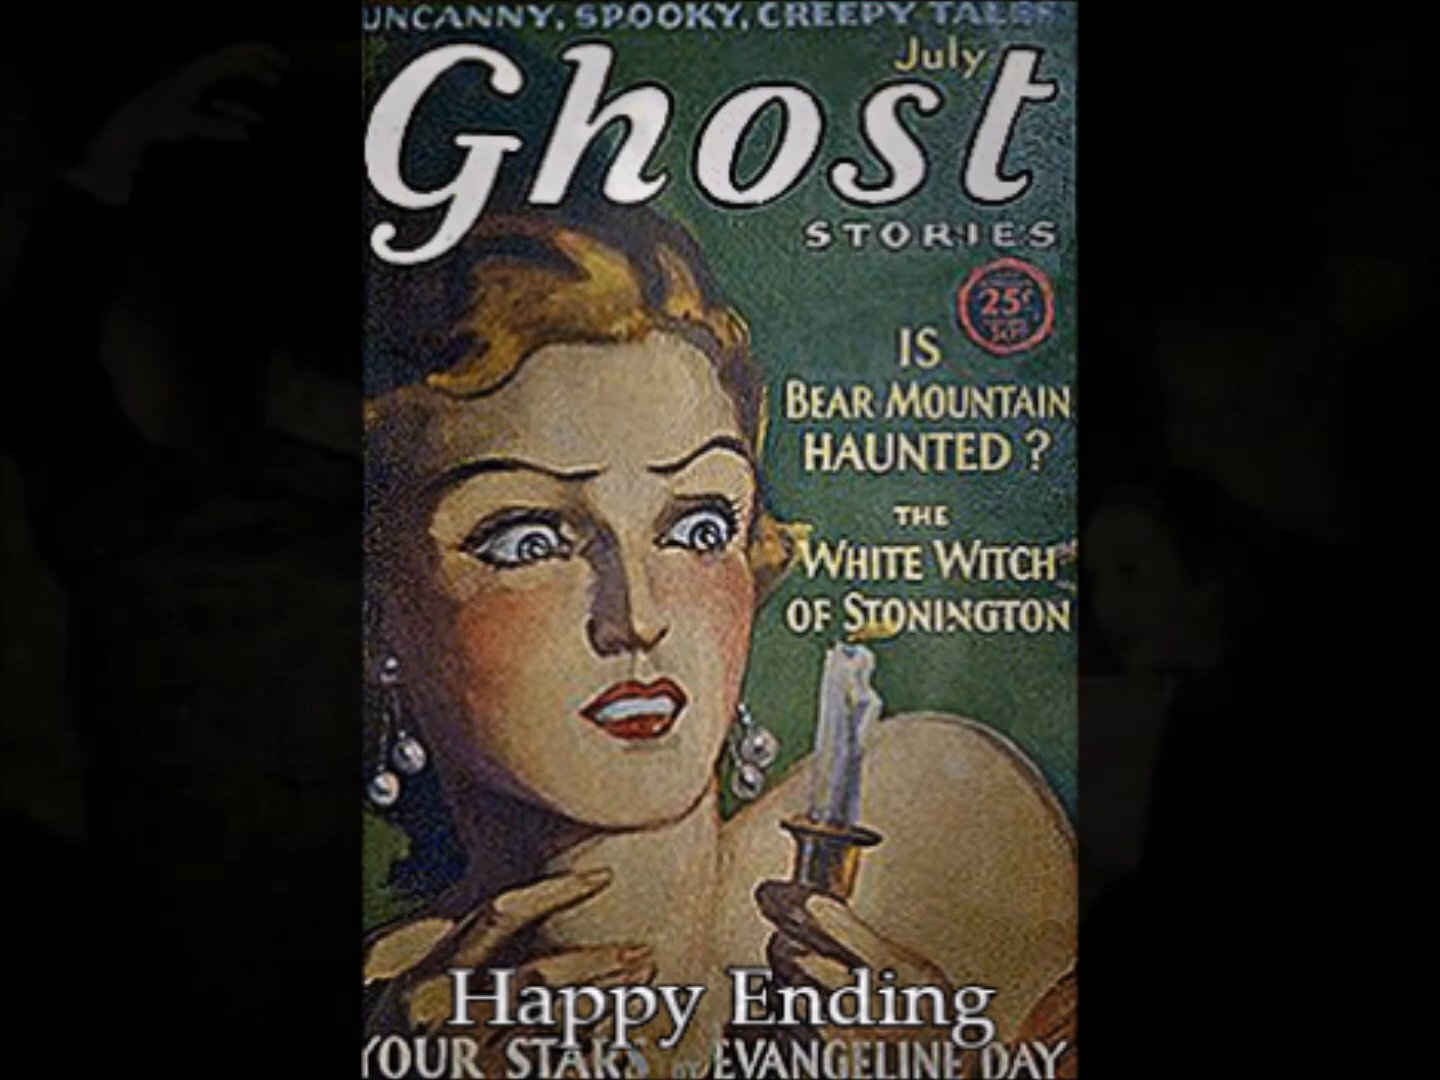 UNCANNY, SPOOKY, CREEPY TALES
July
Ghost
STORIES
25¢
IS
BEAR MOUNTAIN
HAUNTED?
THE
WHITE WITCH
OF STONINGTON
Happy Ending
YOUR STARS EVANGELINE DAY